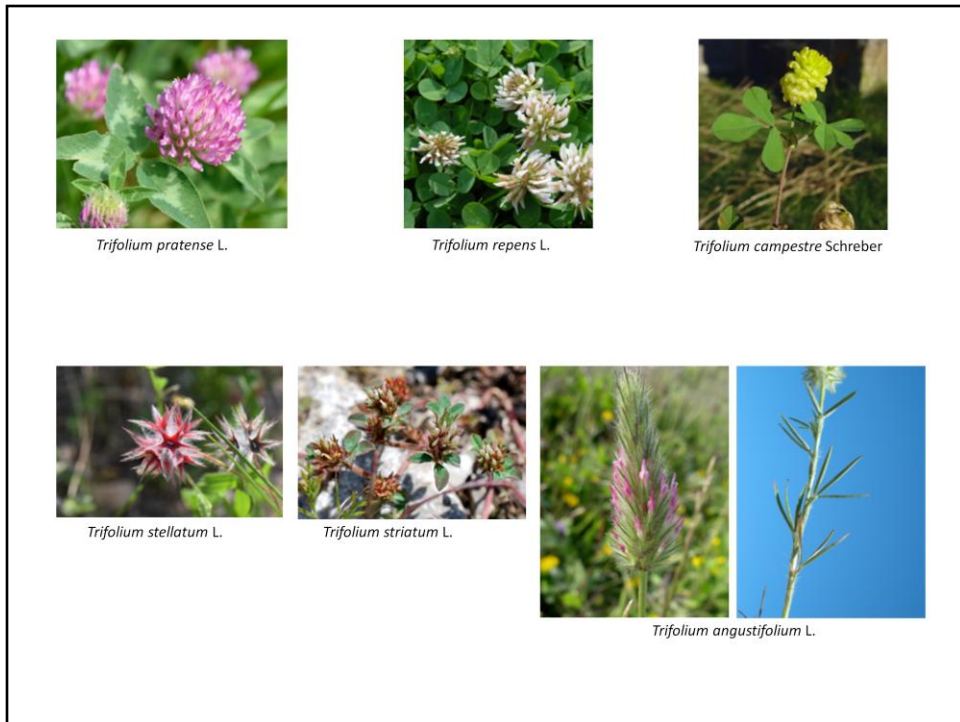 Trifolium pratense L.
Trifolium repens L.
Trifolium campestre Schreber
Trifolium stellatum L.
Trifolium striatum L.
Trifolium angustifolium L.